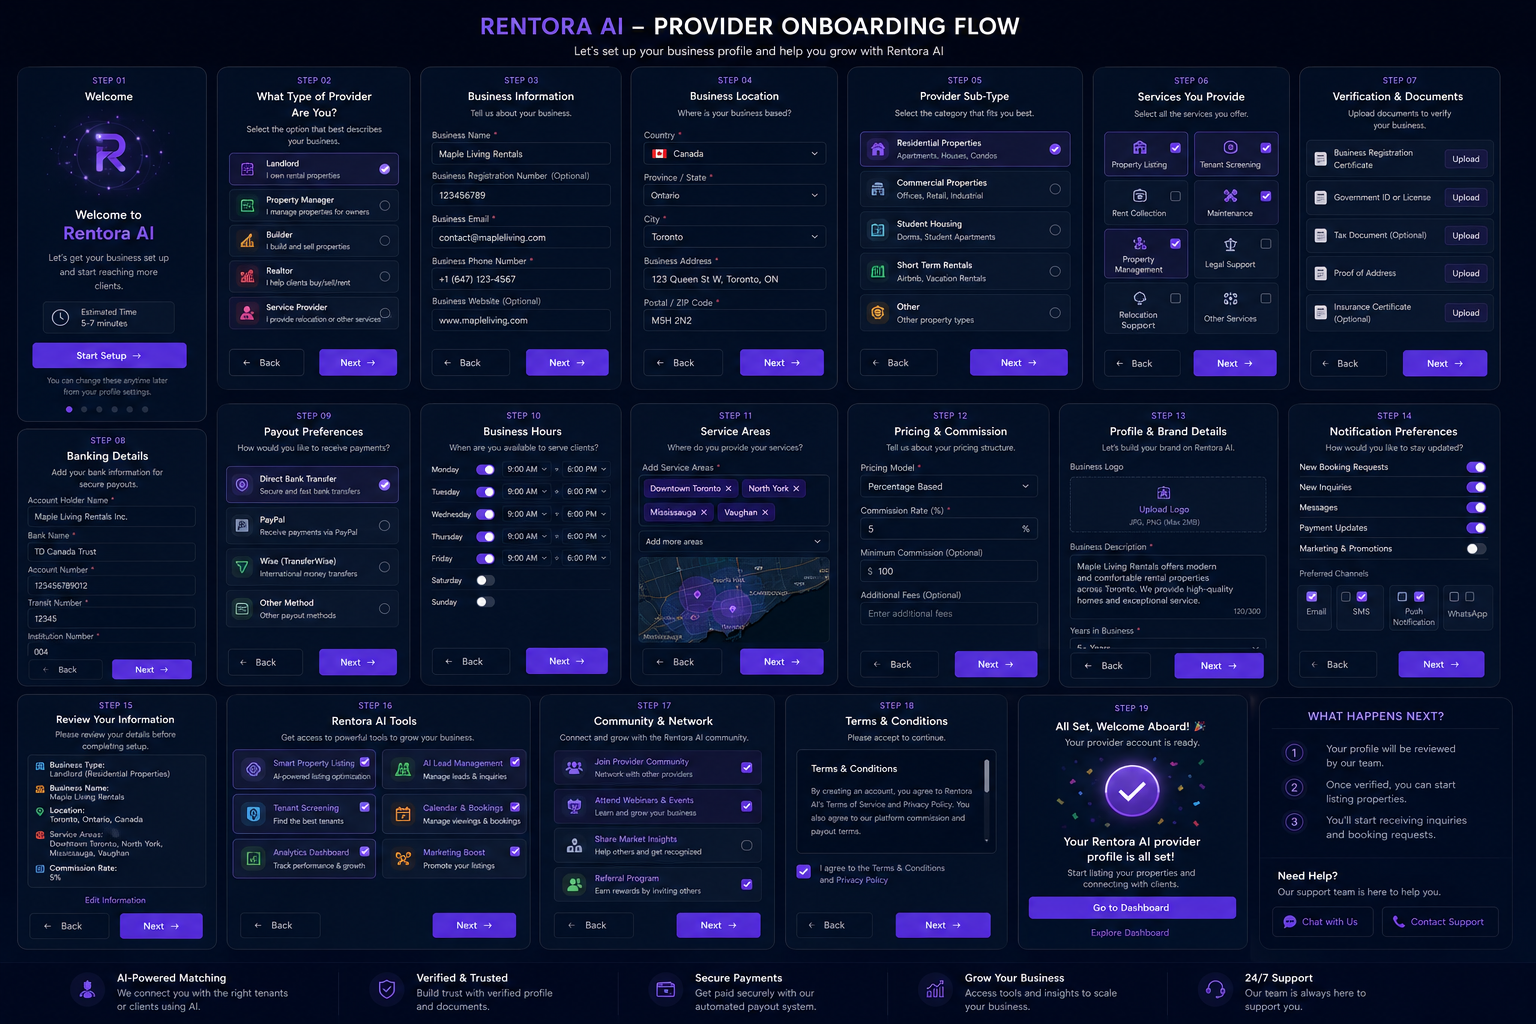 RENTORA AI – PROVIDER ONBOARDING FLOW
Let's set up your business profile and help you grow with Rentora AI
STEP 01
Welcome
R
Welcome to
Rentora AI
Let's get your business set up
and start reaching more
clients.
Estimated Time
5-7 minutes
Start Setup →
You can change these anytime later
from your profile settings.
STEP 02
What Type of Provider
Are You?
Select the option that best describes
your business.
Landlord
I own rental properties
Property Manager
I manage properties for owners
Builder
I build and sell properties
Realtor
I help clients buy/sell/rent
Service Provider
I provide relocation or other services
← Back
Next →
STEP 03
Business Information
Tell us about your business.
Business Name *
Maple Living Rentals
Business Registration Number (Optional)
123456789
Business Email *
contact@mapleliving.com
Business Phone Number *
+1 (647) 123-4567
Business Website (Optional)
www.mapleliving.com
← Back
Next →
STEP 04
Business Location
Where is your business based?
Country *
Canada
Province / State *
Ontario
City *
Toronto
Business Address *
123 Queen St W, Toronto, ON
Postal / ZIP Code *
M5H 2N2
← Back
Next →
STEP 05
Provider Sub-Type
Select the category that fits you best.
Residential Properties
Apartments, Houses, Condos
Commercial Properties
Offices, Retail, Industrial
Student Housing
Dorms, Student Apartments
Short Term Rentals
Airbnb, Vacation Rentals
Other
Other property types
← Back
Next →
STEP 06
Services You Provide
Select all the services you offer.
Property Listing
Tenant Screening
Rent Collection
Maintenance
Property
Management
Legal Support
Relocation
Support
Other Services
← Back
Next →
STEP 07
Verification & Documents
Upload documents to verify
your business.
Business Registration
Certificate
Upload
Government ID or License
Upload
Tax Document (Optional)
Upload
Proof of Address
Upload
Insurance Certificate
(Optional)
Upload
← Back
Next →
STEP 08
Banking Details
Add your bank information for
secure payouts.
Account Holder Name *
Maple Living Rentals Inc.
Bank Name *
TD Canada Trust
Account Number *
123456789012
Transit Number *
12345
Institution Number *
004
← Back
Next →
STEP 09
Payout Preferences
How would you like to receive payments?
Direct Bank Transfer
Secure and fast bank transfers
PayPal
Receive payments via PayPal
Wise (TransferWise)
International money transfers
Other Method
Other payout methods
← Back
Next →
STEP 10
Business Hours
When are you available to serve clients?
Monday 9:00 AM 6:00 PM
Tuesday 9:00 AM 6:00 PM
Wednesday 9:00 AM 6:00 PM
Thursday 9:00 AM 6:00 PM
Friday 9:00 AM 6:00 PM
Saturday
Sunday
← Back
Next →
STEP 11
Service Areas
Where do you provide your services?
Add Service Areas *
Downtown Toronto ×
North York ×
Mississauga ×
Vaughan ×
Add more areas
← Back
Next →
STEP 12
Pricing & Commission
Tell us about your pricing structure.
Pricing Model *
Percentage Based
Commission Rate (%) *
5 %
Minimum Commission (Optional)
$ 100
Additional Fees (Optional)
Enter additional fees
← Back
Next →
STEP 13
Profile & Brand Details
Let's build your brand on Rentora AI.
Business Logo
Upload Logo
JPG, PNG (Max 2MB)
Business Description *
Maple Living Rentals offers modern
and comfortable rental properties
across Toronto. We provide high-quality
homes and exceptional service.
120/300
Years in Business *
5+ Years
← Back
Next →
STEP 14
Notification Preferences
How would you like to stay updated?
New Booking Requests
New Inquiries
Messages
Payment Updates
Marketing & Promotions
Preferred Channels
Email
SMS
Push
Notification
WhatsApp
← Back
Next →
STEP 15
Review Your Information
Please review your details before
completing setup.
Business Type:
Landlord (Residential Properties)
Business Name:
Maple Living Rentals
Location:
Toronto, Ontario, Canada
Service Areas:
Downtown Toronto, North York,
Mississauga, Vaughan
Commission Rate:
5%
Edit Information
← Back
Next →
STEP 16
Rentora AI Tools
Get access to powerful tools to grow your business.
Smart Property Listing
AI-powered listing optimization
AI Lead Management
Manage leads & inquiries
Tenant Screening
Find the best tenants
Calendar & Bookings
Manage viewings & bookings
Analytics Dashboard
Track performance & growth
Marketing Boost
Promote your listings
← Back
Next →
STEP 17
Community & Network
Connect and grow with the Rentora AI community.
Join Provider Community
Network with other providers
Attend Webinars & Events
Learn and grow your business
Share Market Insights
Help others and get recognized
Referral Program
Earn rewards by inviting others
← Back
Next →
STEP 18
Terms & Conditions
Please accept to continue.
Terms & Conditions
By creating an account, you agree to Rentora
AI's Terms of Service and Privacy Policy. You
also agree to our platform commission and
payout terms.
I agree to the Terms & Conditions
and Privacy Policy
← Back
Next →
STEP 19
All Set, Welcome Aboard! 🎉
Your provider account is ready.
Your Rentora AI provider
profile is all set!
Start listing your properties and
connecting with clients.
Go to Dashboard
Explore Dashboard
WHAT HAPPENS NEXT?
1 Your profile will be reviewed
by our team.
2 Once verified, you can start
listing properties.
3 You'll start receiving inquiries
and booking requests.
Need Help?
Our support team is here to help you.
Chat with Us
Contact Support
AI-Powered Matching
We connect you with the right tenants
or clients using AI.
Verified & Trusted
Build trust with verified profile
and documents.
Secure Payments
Get paid securely with our
automated payout system.
Grow Your Business
Access tools and insights to scale
your business.
24/7 Support
Our team is always here to
support you.